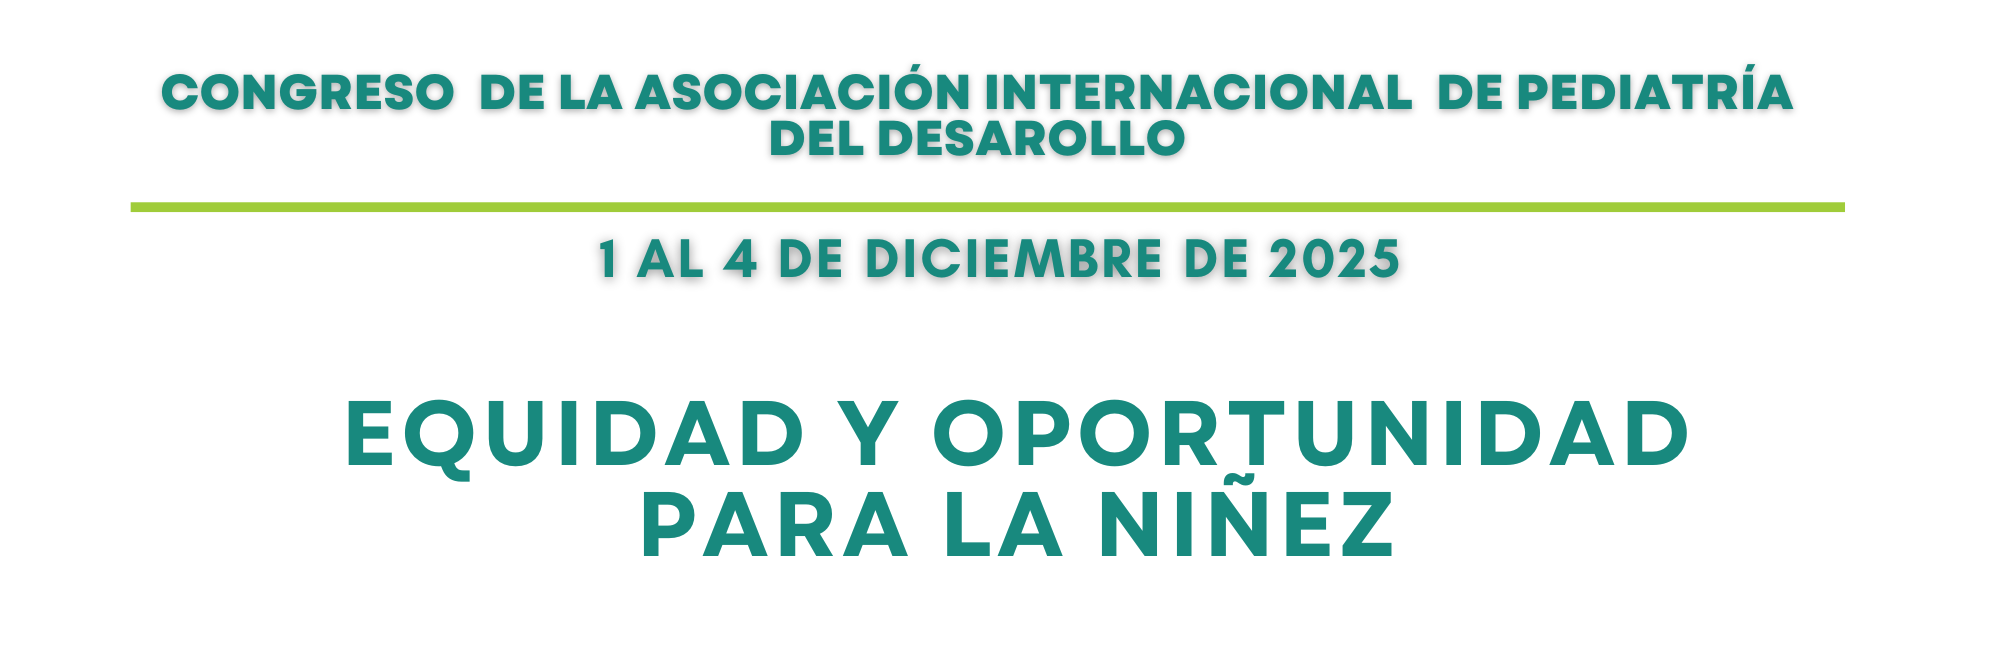 CONGRESO DE LA ASOCIACIÓN INTERNACIONAL DE PEDIATRÍA
DEL DESAROLLO
1 AL 4 DE DICIEMBRE DE 2025
EQUIDAD Y OPORTUNIDAD
PARA LA NIÑEZ